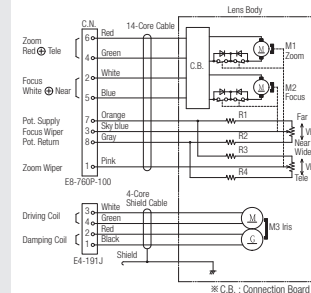 Lens Body
C.N.
14-Core Cable
Zoom
Red ⊕ Tele
6
Red
4
Green
C.B.
M
M1
Zoom
Focus
White ⊕ Near
2
White
5
Blue
M
M2
Focus
Pot. Supply
7
Orange
R1
Far
Focus Wiper
3
Sky blue
Pot. Return
8
Gray
R2
Near
R3
Wide
Zoom Wiper
1
Pink
R4
Tele
E8-760P-100
4-Core
Shield Cable
Driving Coil
3
White
4
Green
M
M3 Iris
Damping Coil
2
Red
1
Black
G
E4-191J
Shield
※ C.B. : Connection Board